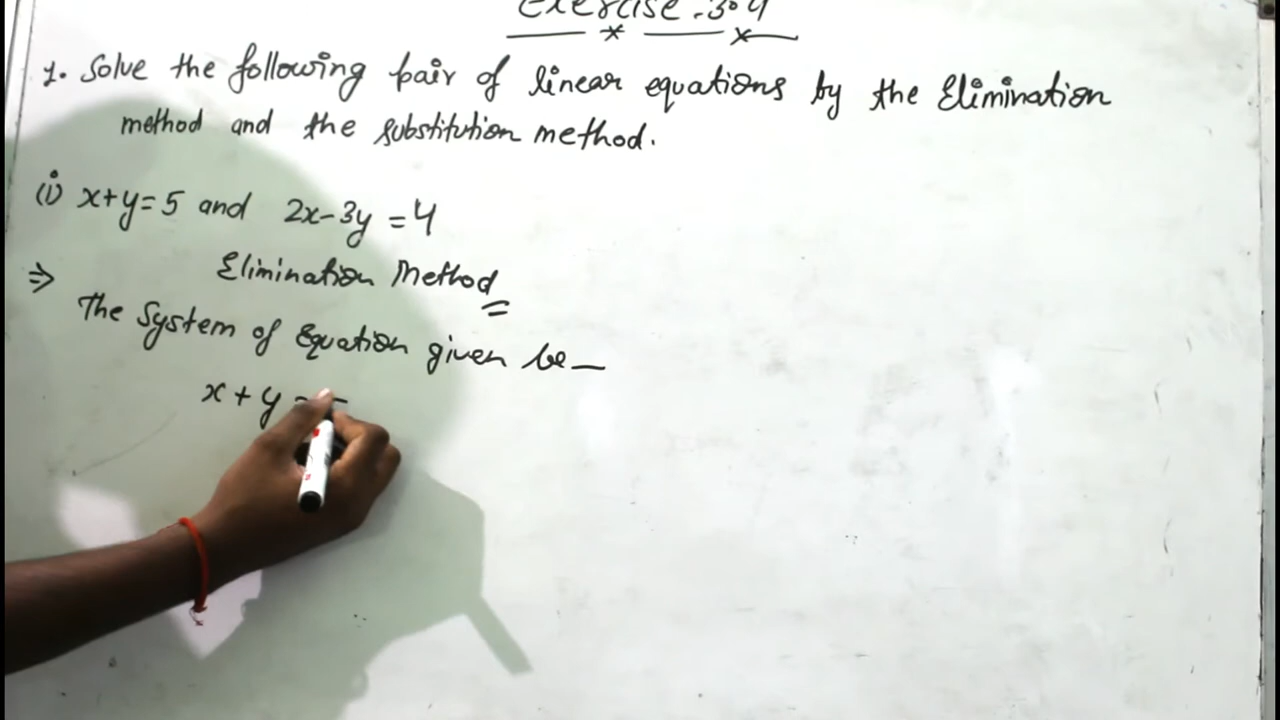 Exercise-3.4
1. Solve the following pair of linear equations by the Elimination
method and the substitution method.
(i) x+y=5 and 2x-3y=4
⇒ Elimination Method
The System of Equation given be—
x+y